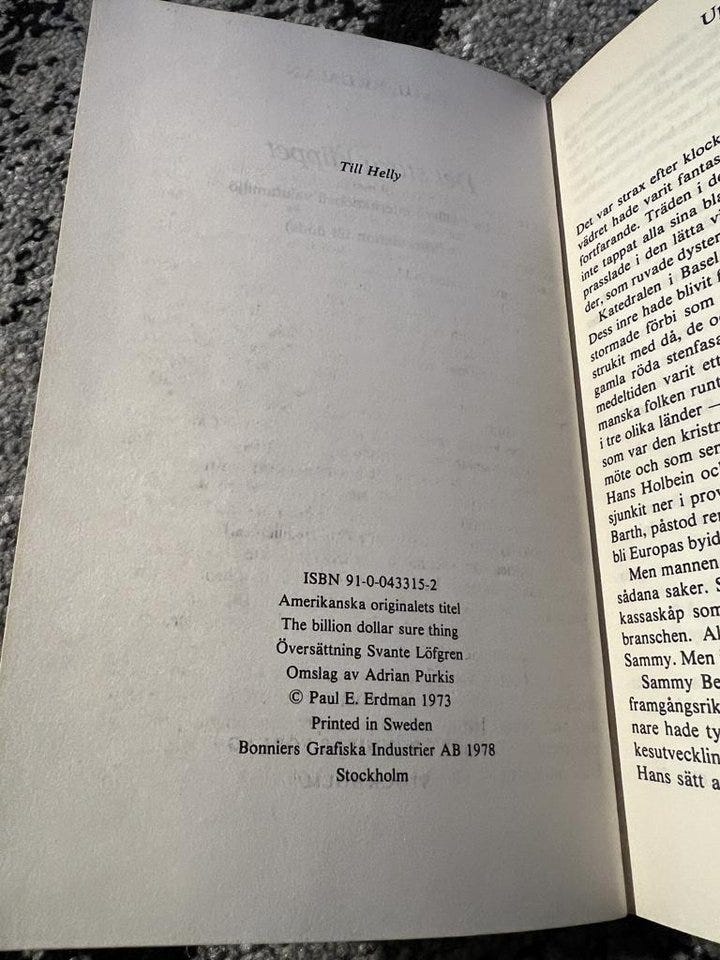 Till Helly
ISBN 91-0-043315-2
Amerikanska originalets titel
The billion dollar sure thing
Översättning Svante Löfgren
Omslag av Adrian Purkis
© Paul E. Erdman 1973
Printed in Sweden
Bonniers Grafiska Industrier AB 1978
Stockholm
Det var strax efter klock
vädret hade varit fantas
fortfarande. Träden i de
inte tappat alla sina bla
prasslade i den lätta v
der, som ruvade dyster
Katedralen i Basel
Dess inre hade blivit f
stormade förbi som
strukit med då, de o
gamla röda stenfasa
medeltiden varit ett
manska folken runt
i tre olika länder —
som var den kristn
möte och som sen
Hans Holbein oc
sjunkit ner i prov
Barth, påstod ren
bli Europas byid
Men mannen
sådana saker. S
kassaskåp som
branschen. Al
Sammy. Men
Sammy Be
framgångsrik
nare hade ty
kesutvecklin
Hans sätt a